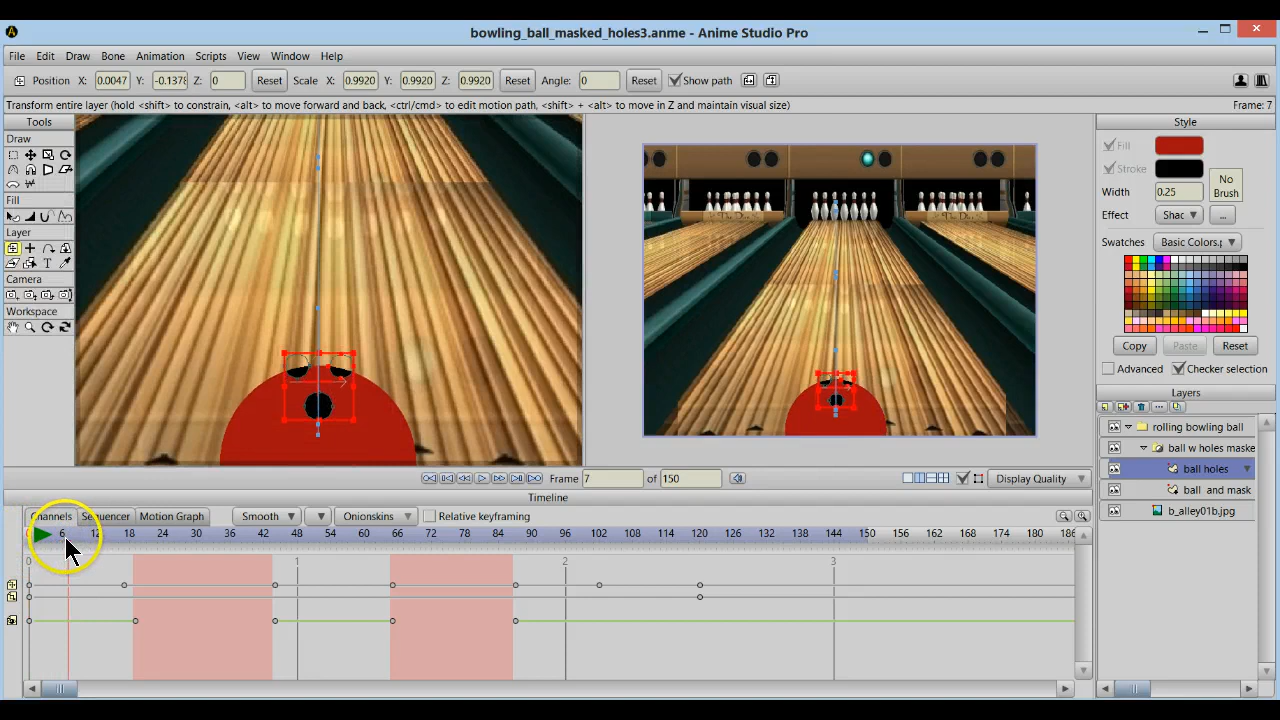 bowling_ball_masked_holes3.anme - Anime Studio Pro
File Edit Draw Bone Animation Scripts View Window Help
Position X: 0.0047 Y: -0.1378 Z: 0 Reset Scale X: 0.9920 Y: 0.9920 Z: 0.9920 Reset Angle: 0 Reset Show path
Transform entire layer (hold <shift> to constrain, <alt> to move forward and back, <ctrl/cmd> to edit motion path, <shift> + <alt> to move in Z and maintain visual size) Frame: 7
Tools
Draw
Fill
Layer
Camera
Workspace
Style
Fill
Stroke
Width 0.25
No Brush
Effect Shac ...
Swatches Basic Colors.p
Copy Paste Reset
Advanced Checker selection
Layers
rolling bowling ball
ball w holes maske
ball holes
ball and mask
b_alley01b.jpg
Frame 7 of 150 Display Quality
Timeline
Channels Sequencer Motion Graph Smooth Onionskins Relative keyframing
6 12 18 24 30 36 42 48 54 60 66 72 78 84 90 96 102 108 114 120 126 132 138 144 150 156 162 168 174 180 186
0 1 2 3